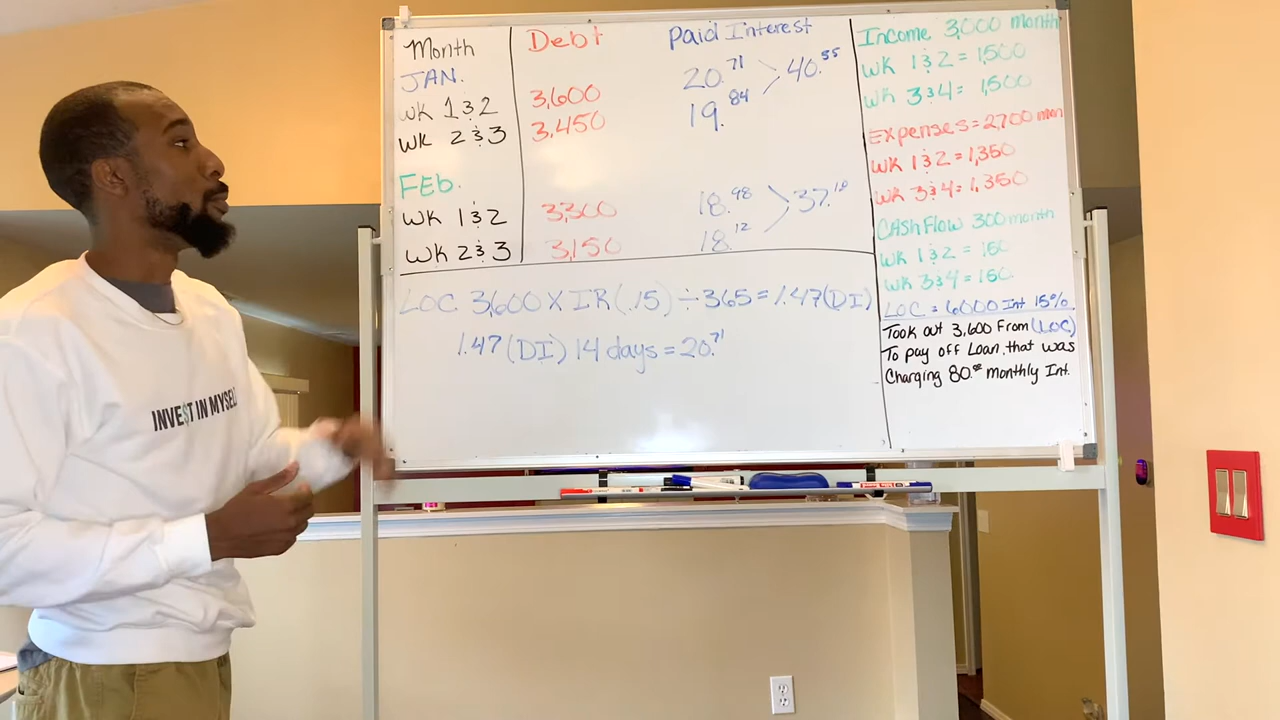 INVE$T IN MYSELF
Month
JAN.
WK 1 & 2
WK 2 & 3
FEb.
WK 1 & 2
WK 2 & 3
Debt
3,600
3,450
3,300
3,150
Paid Interest
20.71
19.84
40.55
18.98
18.12
37.10
LOC 3,600 X IR (.15) ÷ 365 = 1.47 (DI)
1.47 (DI) 14 days = 20.71
Income 3,000 month
WK 1 & 2 = 1,500
WK 3 & 4 = 1,500
Expenses = 2,700 mon
WK 1 & 2 = 1,350
WK 3 & 4 = 1,350
CAShFlow 300 month
WK 1 & 2 = 150
WK 3 & 4 = 150
LOC = 6000 Int 15%
Took out 3,600 From (LOC)
To pay off Loan, that was
Charging 80.00 monthly Int.